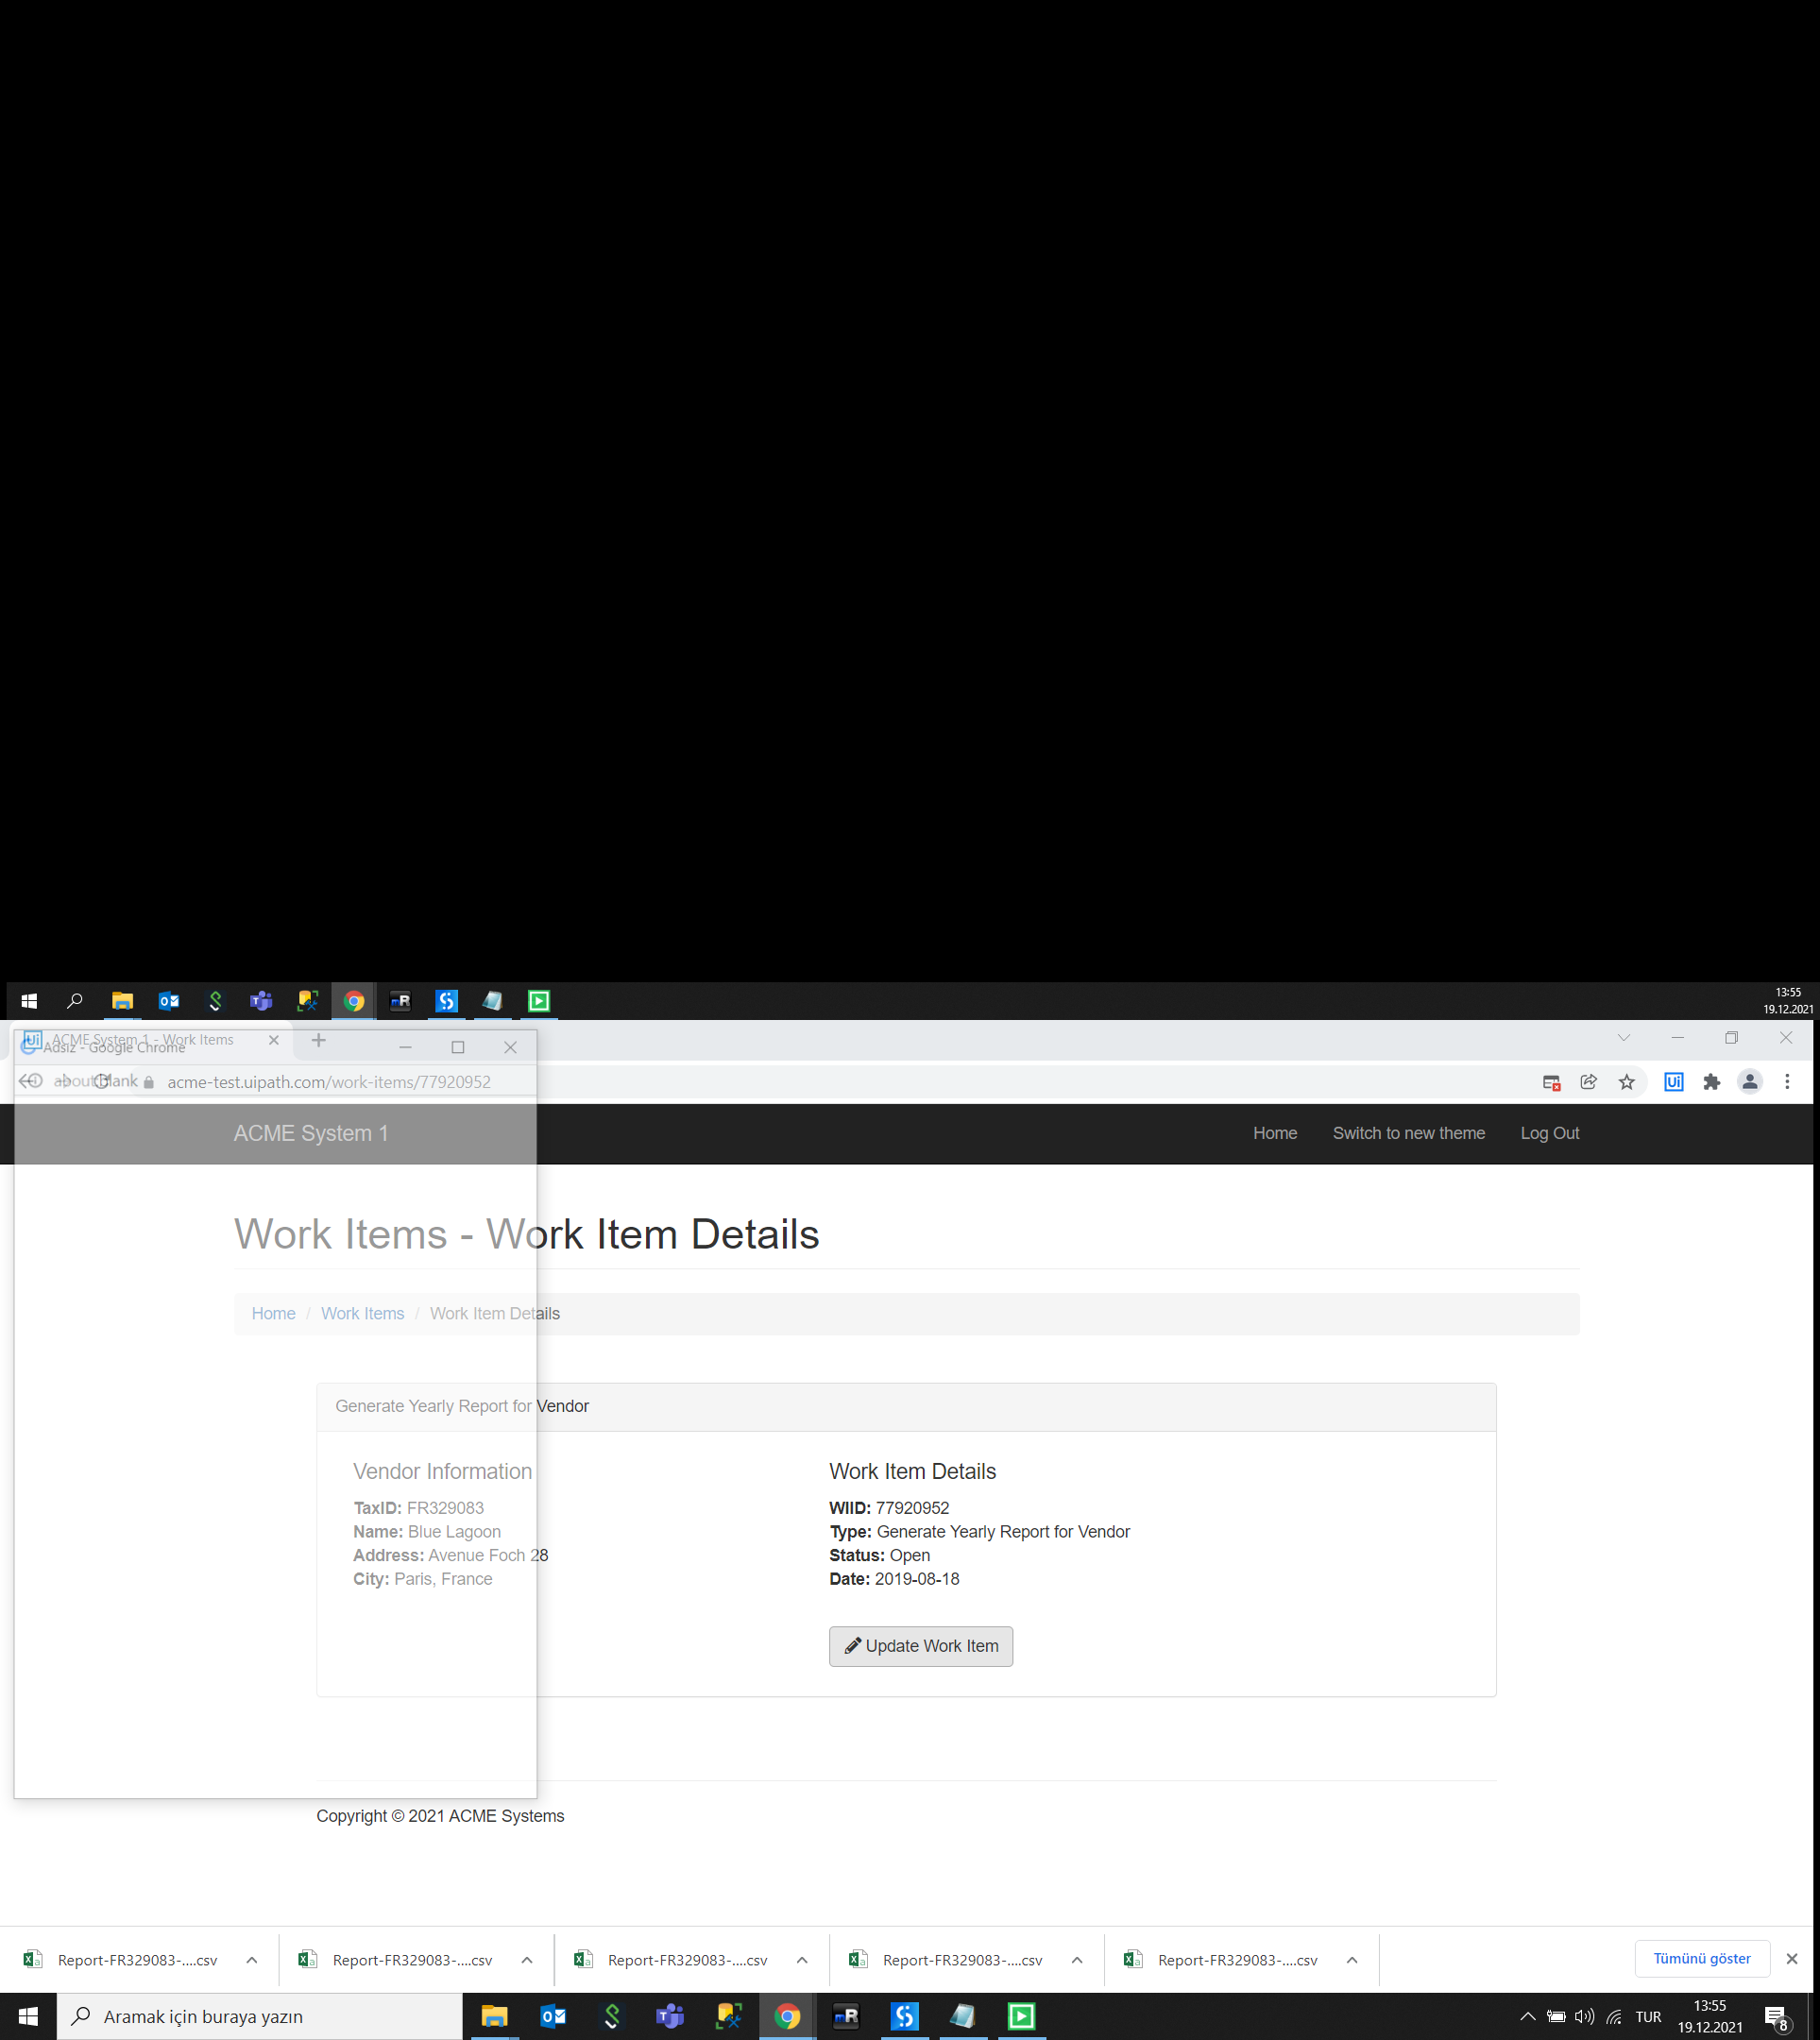 13:55
19.12.2021
ACME System 1 - Work Items
Adsız - Google Chrome
about:blank
acme-test.uipath.com/work-items/77920952
ACME System 1
Home
Switch to new theme
Log Out
Work Items - Work Item Details
Home / Work Items / Work Item Details
Generate Yearly Report for Vendor
Vendor Information
TaxID: FR329083
Name: Blue Lagoon
Address: Avenue Foch 28
City: Paris, France
Work Item Details
WIID: 77920952
Type: Generate Yearly Report for Vendor
Status: Open
Date: 2019-08-18
Update Work Item
Copyright © 2021 ACME Systems
Report-FR329083-....csv
Report-FR329083-....csv
Report-FR329083-....csv
Report-FR329083-....csv
Report-FR329083-....csv
Tümünü göster
Aramak için buraya yazın
TUR
13:55
19.12.2021
8